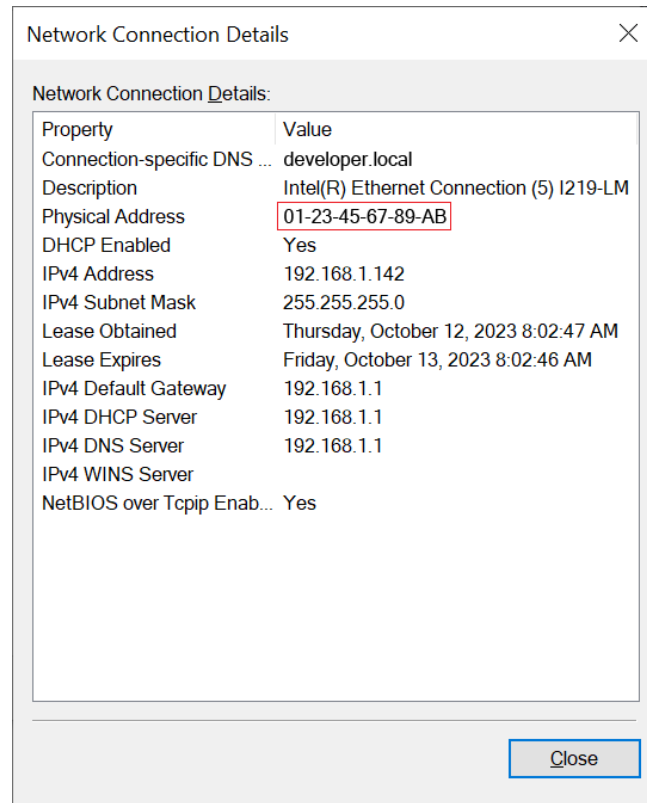 Network Connection Details
Network Connection Details:
Property Value
Connection-specific DNS ... developer.local
Description Intel(R) Ethernet Connection (5) I219-LM
Physical Address 01-23-45-67-89-AB
DHCP Enabled Yes
IPv4 Address 192.168.1.142
IPv4 Subnet Mask 255.255.255.0
Lease Obtained Thursday, October 12, 2023 8:02:47 AM
Lease Expires Friday, October 13, 2023 8:02:46 AM
IPv4 Default Gateway 192.168.1.1
IPv4 DHCP Server 192.168.1.1
IPv4 DNS Server 192.168.1.1
IPv4 WINS Server
NetBIOS over Tcpip Enab... Yes
Close